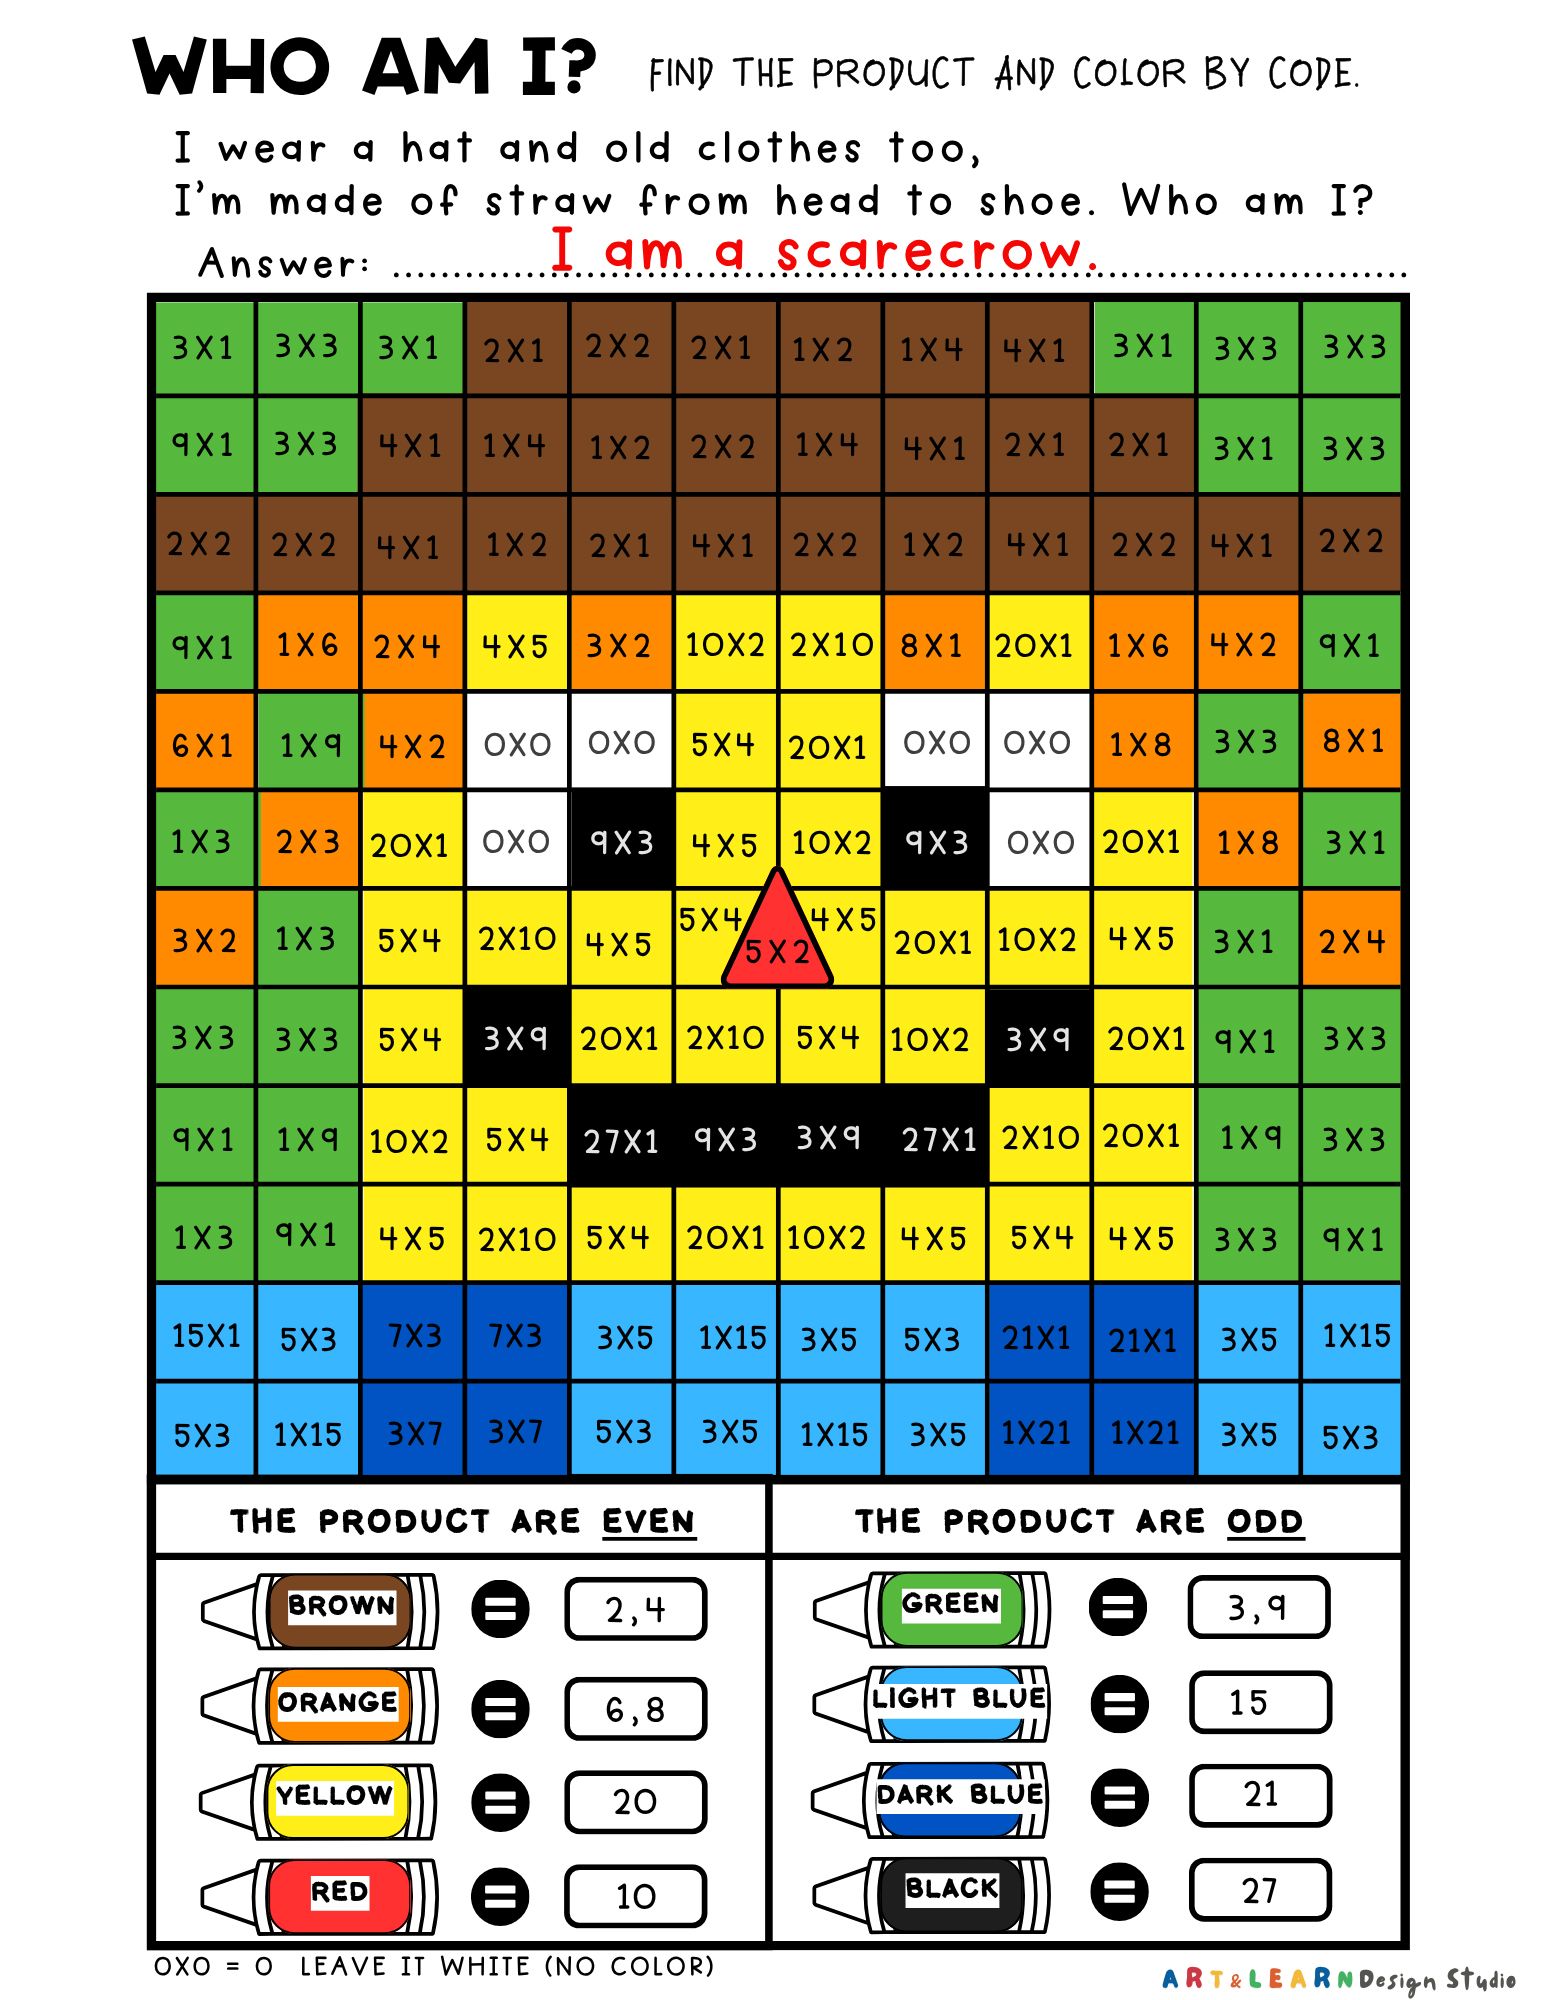 WHO AM I? FIND THE PRODUCT AND COLOR BY CODE.
I wear a hat and old clothes too,
I'm made of straw from head to shoe. Who am I?
Answer: I am a scarecrow.
3X1 3X3 3X1 2X1 2X2 2X1 1X2 1X4 4X1 3X1 3X3 3X3
9X1 3X3 4X1 1X4 1X2 2X2 1X4 4X1 2X1 2X1 3X1 3X3
2X2 2X2 4X1 1X2 2X1 4X1 2X2 1X2 4X1 2X2 4X1 2X2
9X1 1X6 2X4 4X5 3X2 10X2 2X10 8X1 20X1 1X6 4X2 9X1
6X1 1X9 4X2 0X0 0X0 5X4 20X1 0X0 0X0 1X8 3X3 8X1
1X3 2X3 20X1 0X0 9X3 4X5 10X2 9X3 0X0 20X1 1X8 3X1
3X2 1X3 5X4 2X10 4X5 5X4 5X2 4X5 20X1 10X2 4X5 3X1 2X4
3X3 3X3 5X4 3X9 20X1 2X10 5X4 10X2 3X9 20X1 9X1 3X3
9X1 1X9 10X2 5X4 27X1 9X3 3X9 27X1 2X10 20X1 1X9 3X3
1X3 9X1 4X5 2X10 5X4 20X1 10X2 4X5 5X4 4X5 3X3 9X1
15X1 5X3 7X3 7X3 3X5 1X15 3X5 5X3 21X1 21X1 3X5 1X15
5X3 1X15 3X7 3X7 5X3 3X5 1X15 3X5 1X21 1X21 3X5 5X3
THE PRODUCT ARE EVEN THE PRODUCT ARE ODD
BROWN = 2,4 GREEN = 3,9
ORANGE = 6,8 LIGHT BLUE = 15
YELLOW = 20 DARK BLUE = 21
RED = 10 BLACK = 27
0X0 = 0 LEAVE IT WHITE (NO COLOR)
ART&LEARN Design Studio